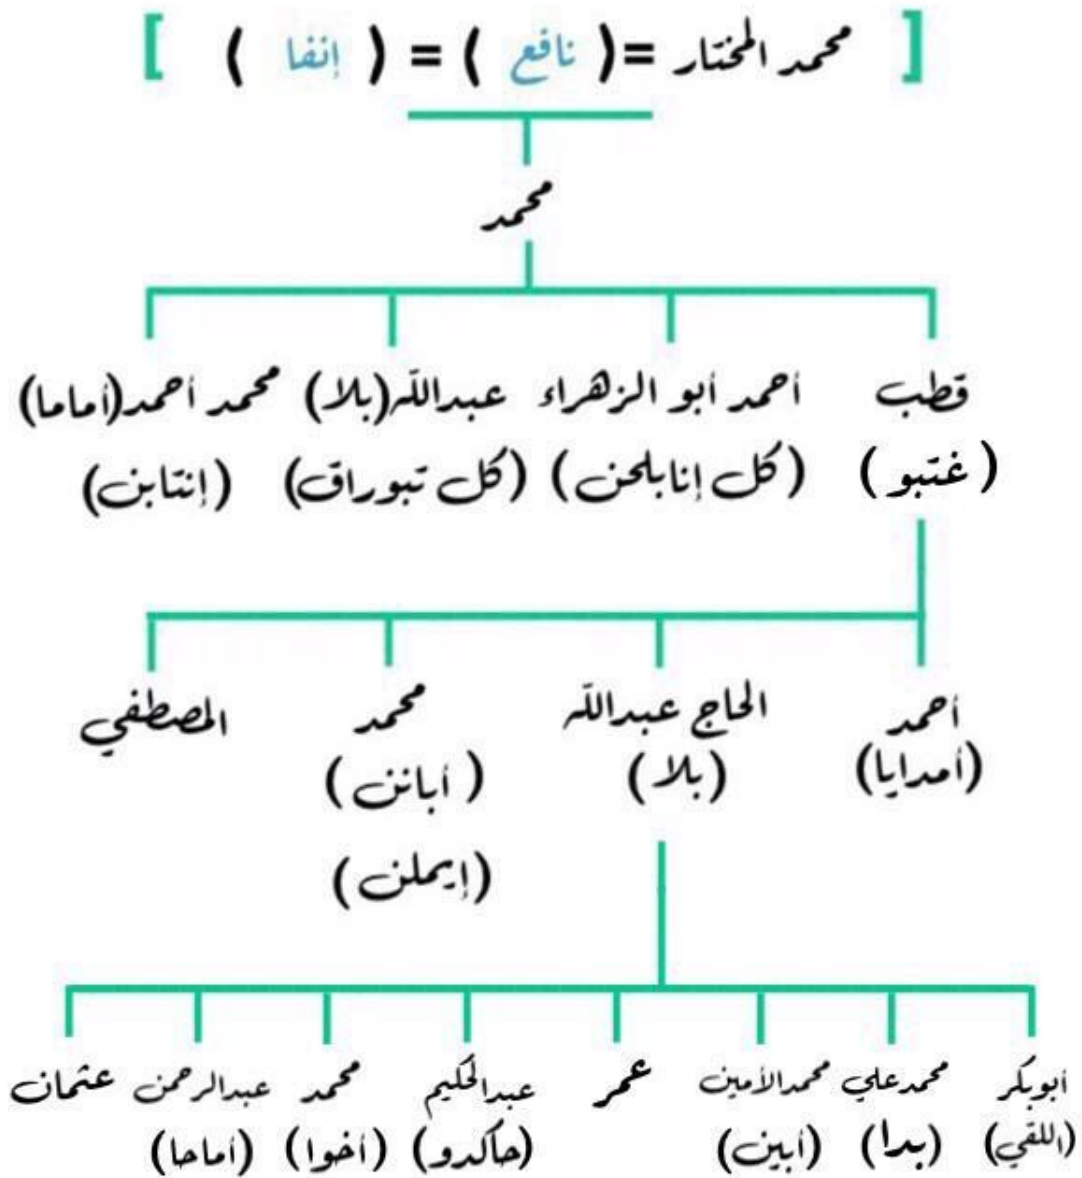 [ محمد المختار =( نافع ) = ( إنفا ) ]
محمد
قطب أحمد أبو الزهراء عبدالله(بلا) محمد أحمد(أماما)
(غتبو) (كل إنابلحن) (كل تبوراق) (إنتابن)
أحمد الحاج عبدالله محمد المصطفي
(أمدايا) (بلا) (أبانن)
(إيملن)
أبوبكر محمدعلي محمدالأمين عمر عبدالحكيم محمد عبدالرحمن عثمان
(اللقي) (بدا) (أبين) (حاكدو) (أخوا) (أماحا)